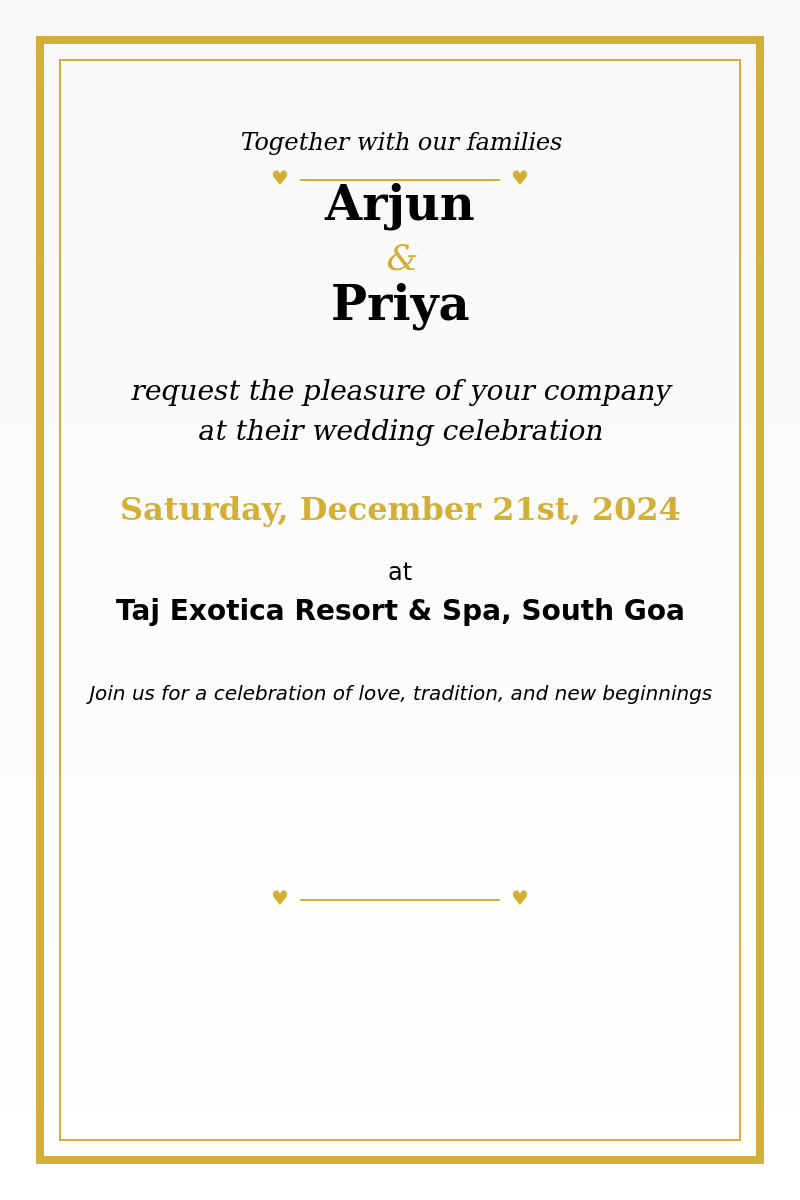 Together with our families
♥ ♥
Arjun
&
Priya
request the pleasure of your company
at their wedding celebration
Saturday, December 21st, 2024
at
Taj Exotica Resort & Spa, South Goa
Join us for a celebration of love, tradition, and new beginnings
♥ ♥